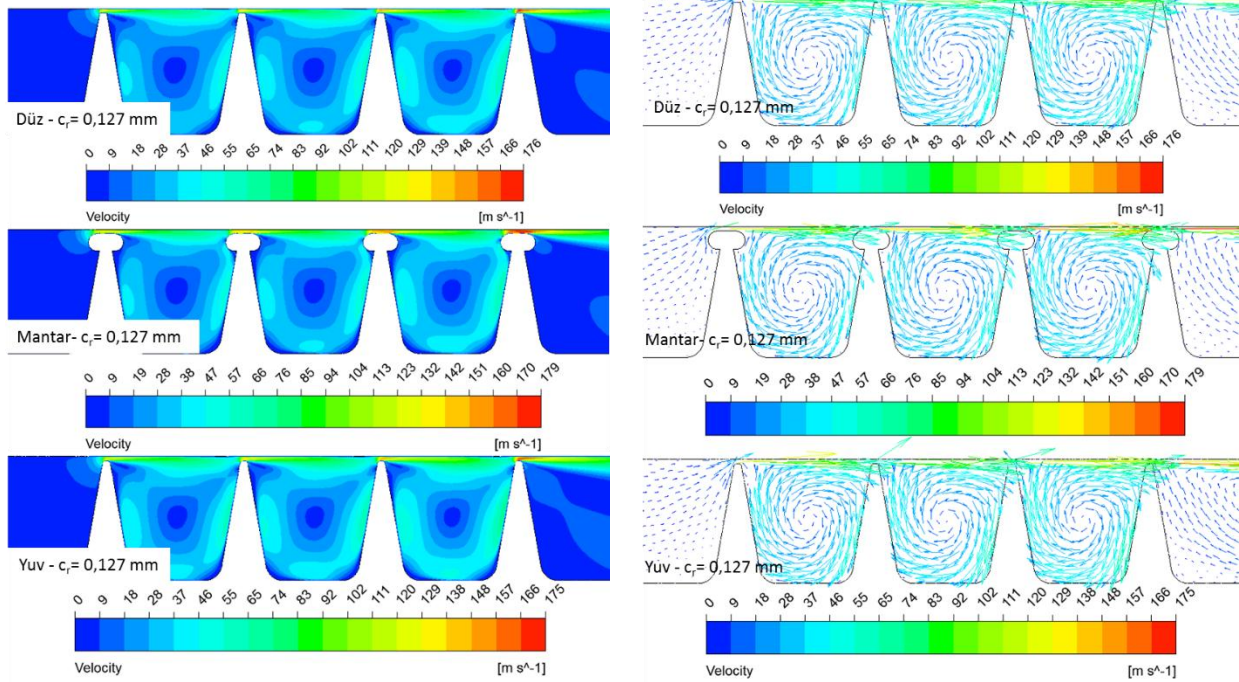 Düz - cᵣ= 0,127 mm
0 9 18 28 37 46 55 65 74 83 92 102 111 120 129 139 148 157 166 176
Velocity [m s^-1]
Mantar- cᵣ= 0,127 mm
0 9 19 28 38 47 57 66 76 85 94 104 113 123 132 142 151 160 170 179
Velocity [m s^-1]
Yuv - cᵣ= 0,127 mm
0 9 18 28 37 46 55 65 74 83 92 102 111 120 129 138 148 157 166 175
Velocity [m s^-1]
Düz - cᵣ= 0,127 mm
0 9 18 28 37 46 55 65 74 83 92 102 111 120 129 139 148 157 166 176
Velocity [m s^-1]
Mantar- cᵣ= 0,127 mm
0 9 19 28 38 47 57 66 76 85 94 104 113 123 132 142 151 160 170 179
Velocity [m s^-1]
Yuv - cᵣ= 0,127 mm
0 9 18 28 37 46 55 65 74 83 92 102 111 120 129 138 148 157 166 175
Velocity [m s^-1]